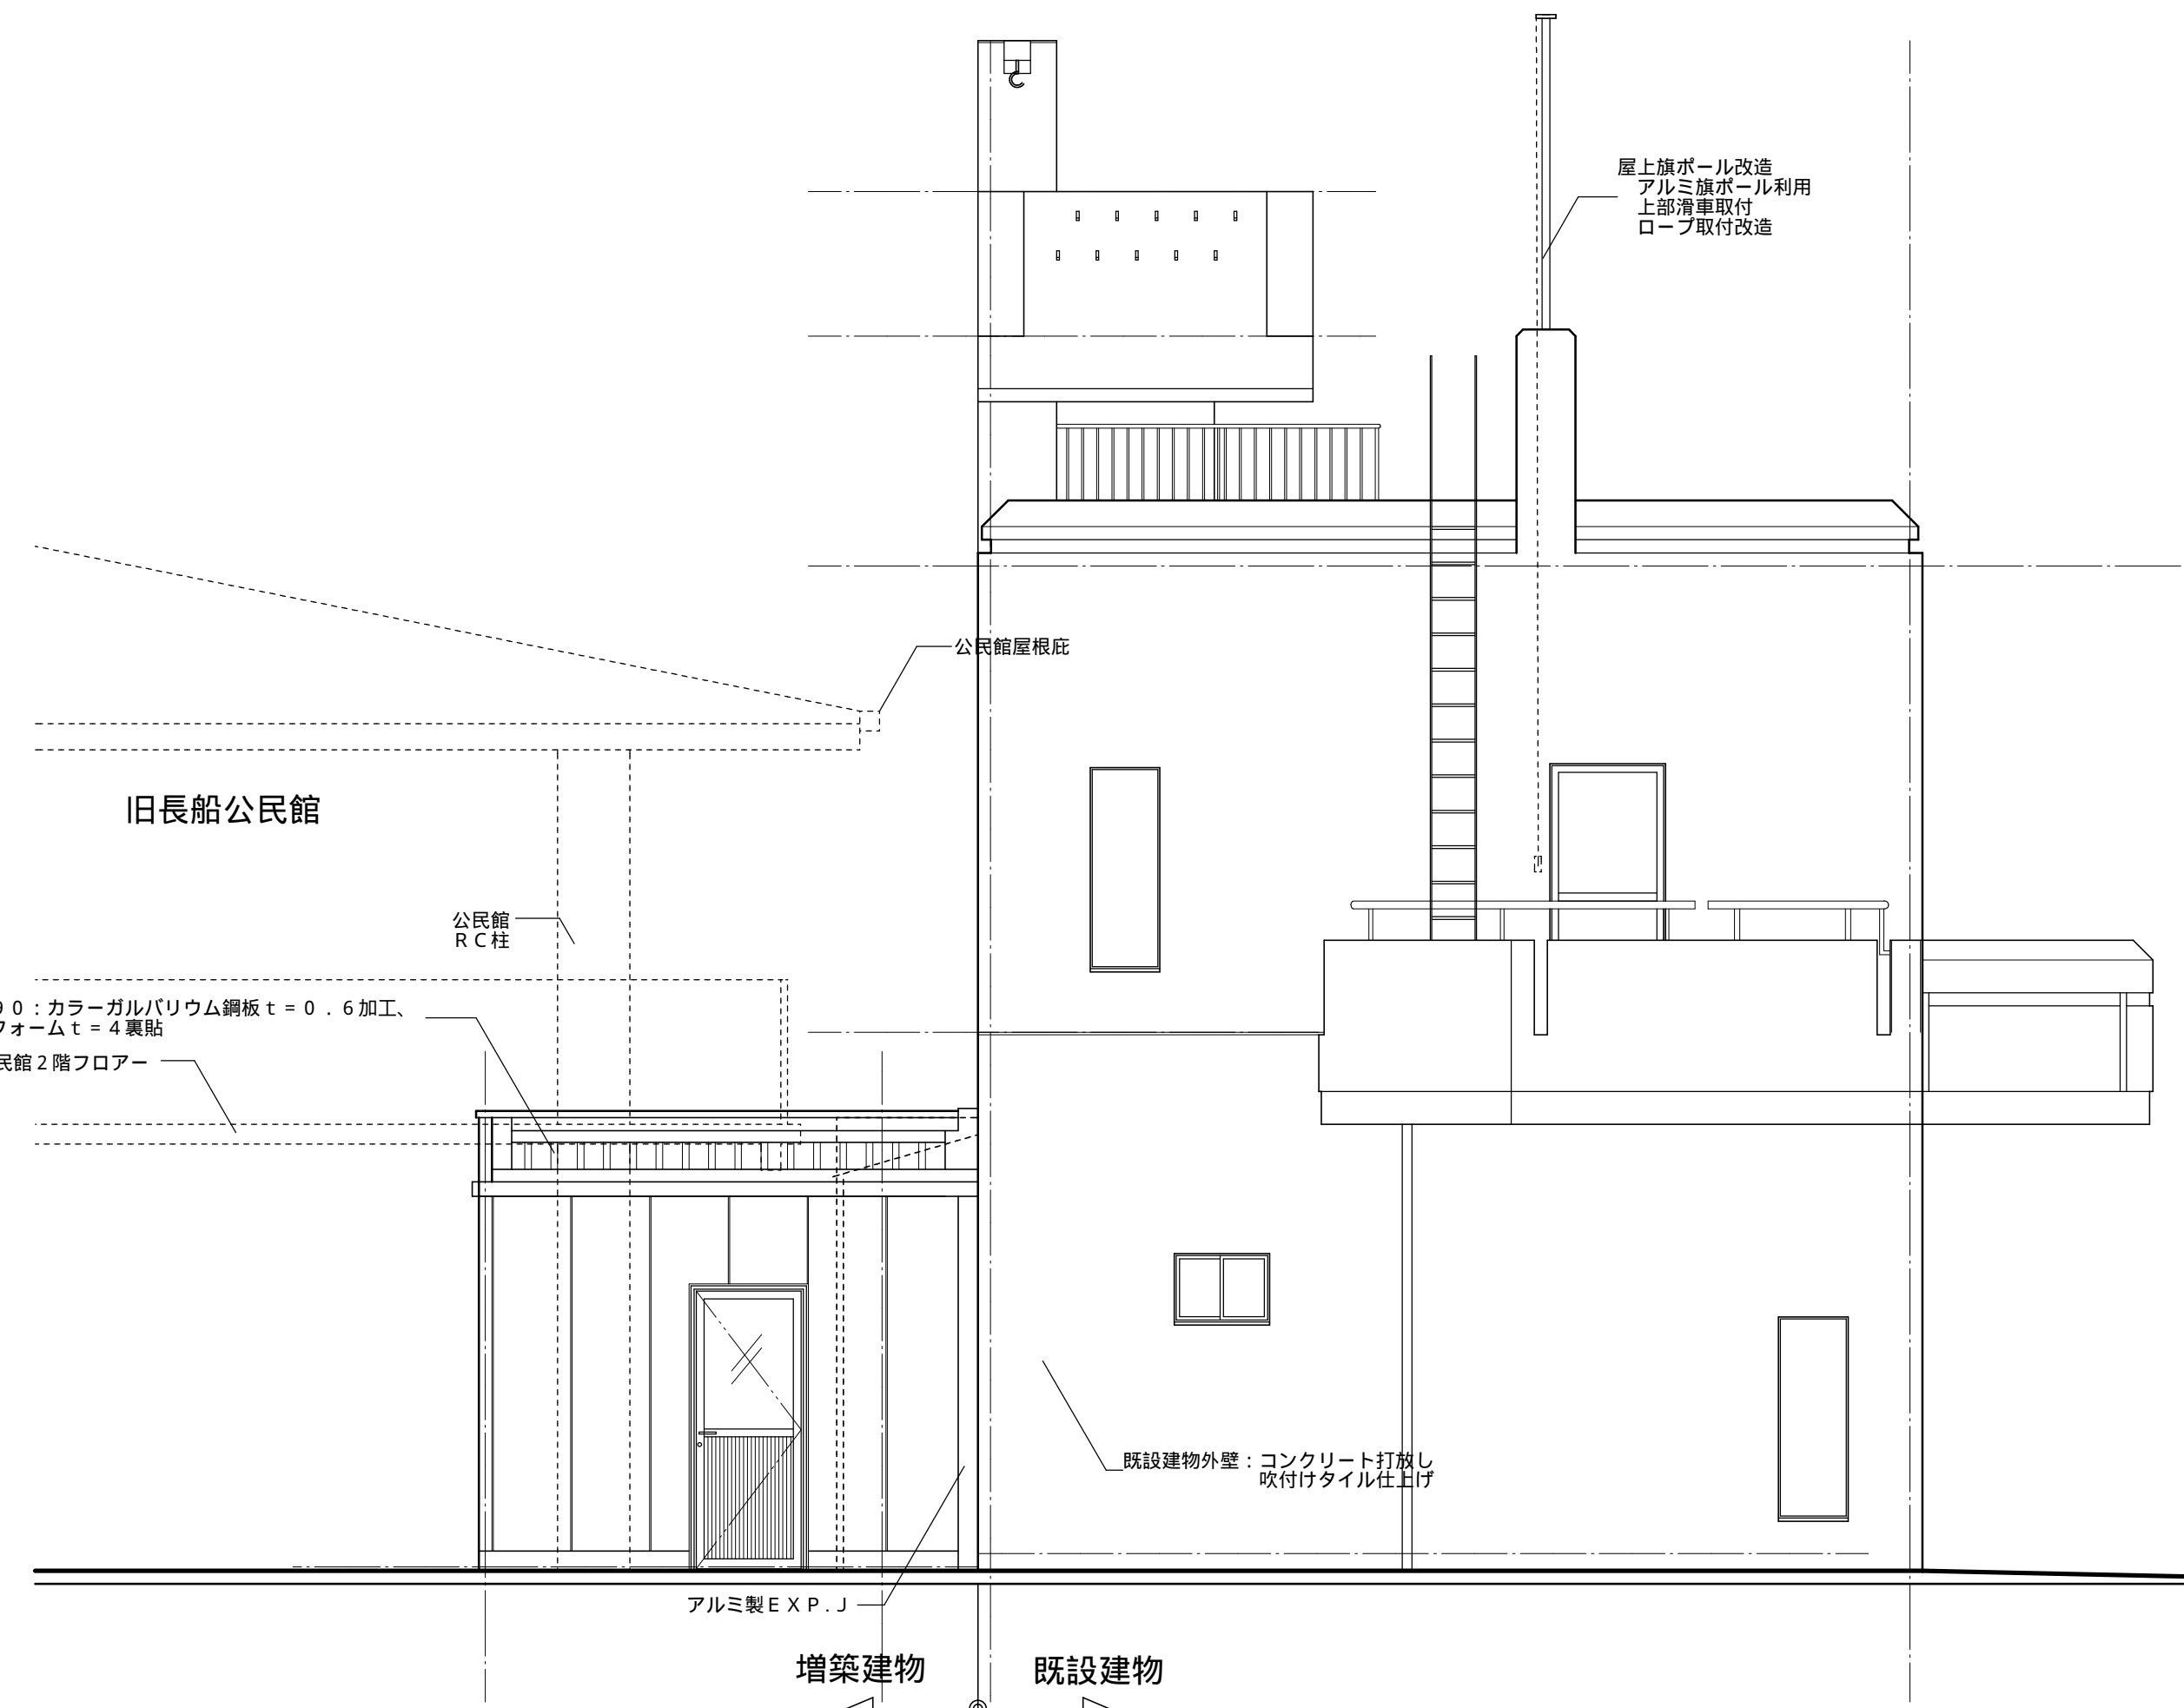 屋上旗ポール改造
アルミ旗ポール利用
上部滑車取付
ロープ取付改造
公民館屋根庇
旧長船公民館
公民館
ＲＣ柱
９０：カラーガルバリウム鋼板ｔ＝０．６加工、
フォームｔ＝４裏貼
民館２階フロアー
既設建物外壁：コンクリート打放し
吹付けタイル仕上げ
アルミ製ＥＸＰ.Ｊ
増築建物
既設建物